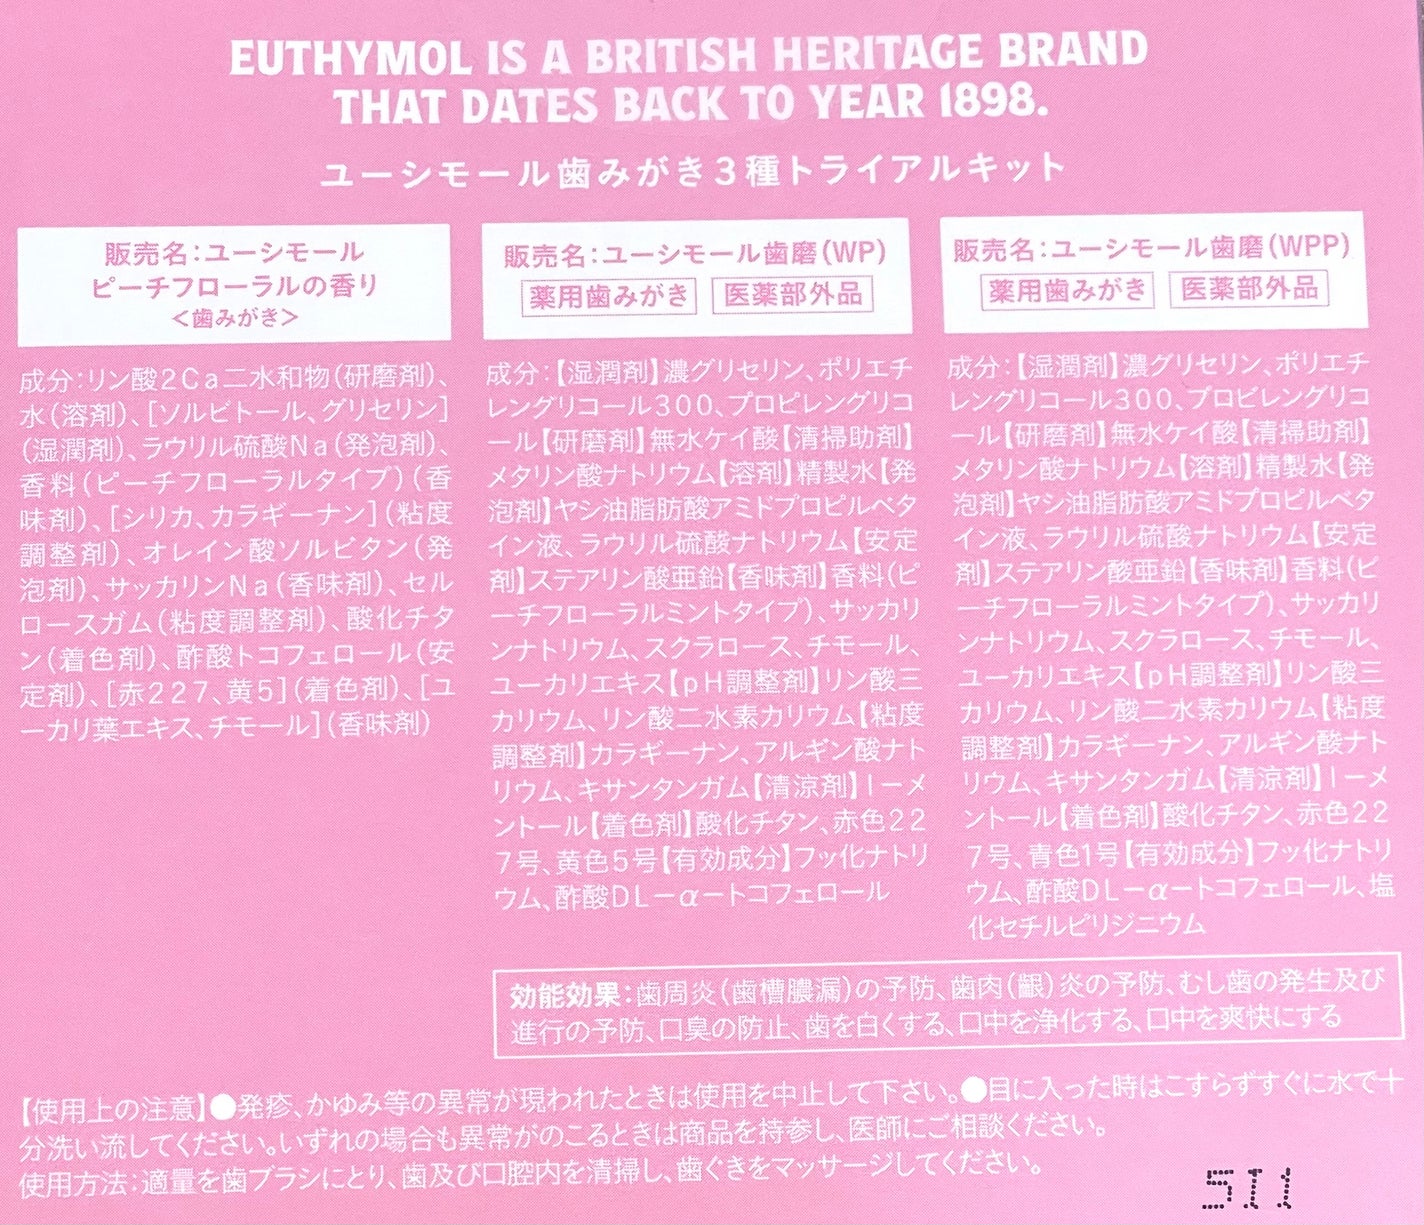 EUTHYMOL IS A BRITISH HERITAGE BRAND
THAT DATES BACK TO YEAR 1898.
ユーシモール歯みがき3種トライアルキット
販売名：ユーシモール
ピーチフローラルの香り
<歯みがき>
成分：リン酸2Ca二水和物（研磨剤）、
水（溶剤）、［ソルビトール、グリセリン］
（湿潤剤）、ラウリル硫酸Na（発泡剤）、
香料（ピーチフローラルタイプ）（香
味剤）、［シリカ、カラギーナン］（粘度
調整剤）、オレイン酸ソルビタン（発
泡剤）、サッカリンNa（香味剤）、セル
ロースガム（粘度調整剤）、酸化チタ
ン（着色剤）、酢酸トコフェロール（安
定剤）、［赤227、黄5］（着色剤）、［ユ
ーカリ葉エキス、チモール］（香味剤）
販売名：ユーシモール歯磨（WP）
薬用歯みがき 医薬部外品
成分：【湿潤剤】濃グリセリン、ポリエチ
レングリコール300、プロピレングリコ
ール【研磨剤】無水ケイ酸【清掃助剤】
メタリン酸ナトリウム【溶剤】精製水【発
泡剤】ヤシ油脂肪酸アミドプロピルベタ
イン液、ラウリル硫酸ナトリウム【安定
剤】ステアリン酸亜鉛【香味剤】香料（ピ
ーチフローラルミントタイプ）、サッカリ
ンナトリウム、スクラロース、チモール、
ユーカリエキス【pH調整剤】リン酸三
カリウム、リン酸二水素カリウム【粘度
調整剤】カラギーナン、アルギン酸ナト
リウム、キサンタンガム【清涼剤】l－メ
ントール【着色剤】酸化チタン、赤色22
7号、黄色5号【有効成分】フッ化ナトリ
ウム、酢酸DL－α－トコフェロール
販売名：ユーシモール歯磨（WPP）
薬用歯みがき 医薬部外品
成分：【湿潤剤】濃グリセリン、ポリエチ
レングリコール300、プロピレングリコ
ール【研磨剤】無水ケイ酸【清掃助剤】
メタリン酸ナトリウム【溶剤】精製水【発
泡剤】ヤシ油脂肪酸アミドプロピルベタ
イン液、ラウリル硫酸ナトリウム【安定
剤】ステアリン酸亜鉛【香味剤】香料（ピ
ーチフローラルミントタイプ）、サッカリ
ンナトリウム、スクラロース、チモール、
ユーカリエキス【pH調整剤】リン酸三
カリウム、リン酸二水素カリウム【粘度
調整剤】カラギーナン、アルギン酸ナト
リウム、キサンタンガム【清涼剤】l－メ
ントール【着色剤】酸化チタン、赤色22
7号、青色1号【有効成分】フッ化ナトリ
ウム、酢酸DL－α－トコフェロール、塩
化セチルピリジニウム
効能効果：歯周炎（歯槽膿漏）の予防、歯肉（齦）炎の予防、むし歯の発生及び
進行の予防、口臭の防止、歯を白くする、口中を浄化する、口中を爽快にする
【使用上の注意】●発疹、かゆみ等の異常が現われたときは使用を中止して下さい。●目に入った時はこすらずすぐに水で十
分洗い流してください。いずれの場合も異常がのこるときは商品を持参し、医師にご相談ください。
使用方法：適量を歯ブラシにとり、歯及び口腔内を清掃し、歯ぐきをマッサージしてください。
5I1